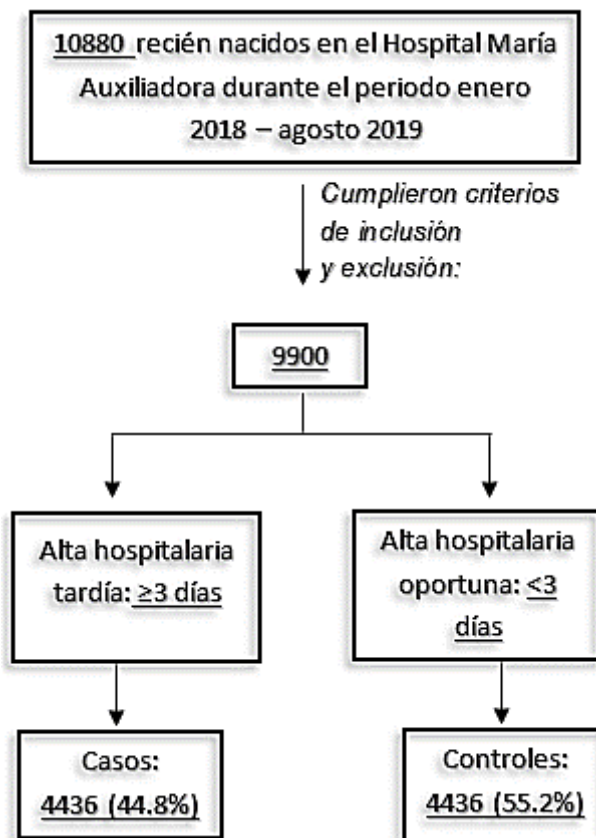 10880 recién nacidos en el Hospital María
Auxiliadora durante el periodo enero
2018 – agosto 2019
Cumplieron criterios
de inclusión
y exclusión:
9900
Alta hospitalaria
tardía: ≥3 días
Alta hospitalaria
oportuna: <3
días
Casos:
4436 (44.8%)
Controles:
4436 (55.2%)